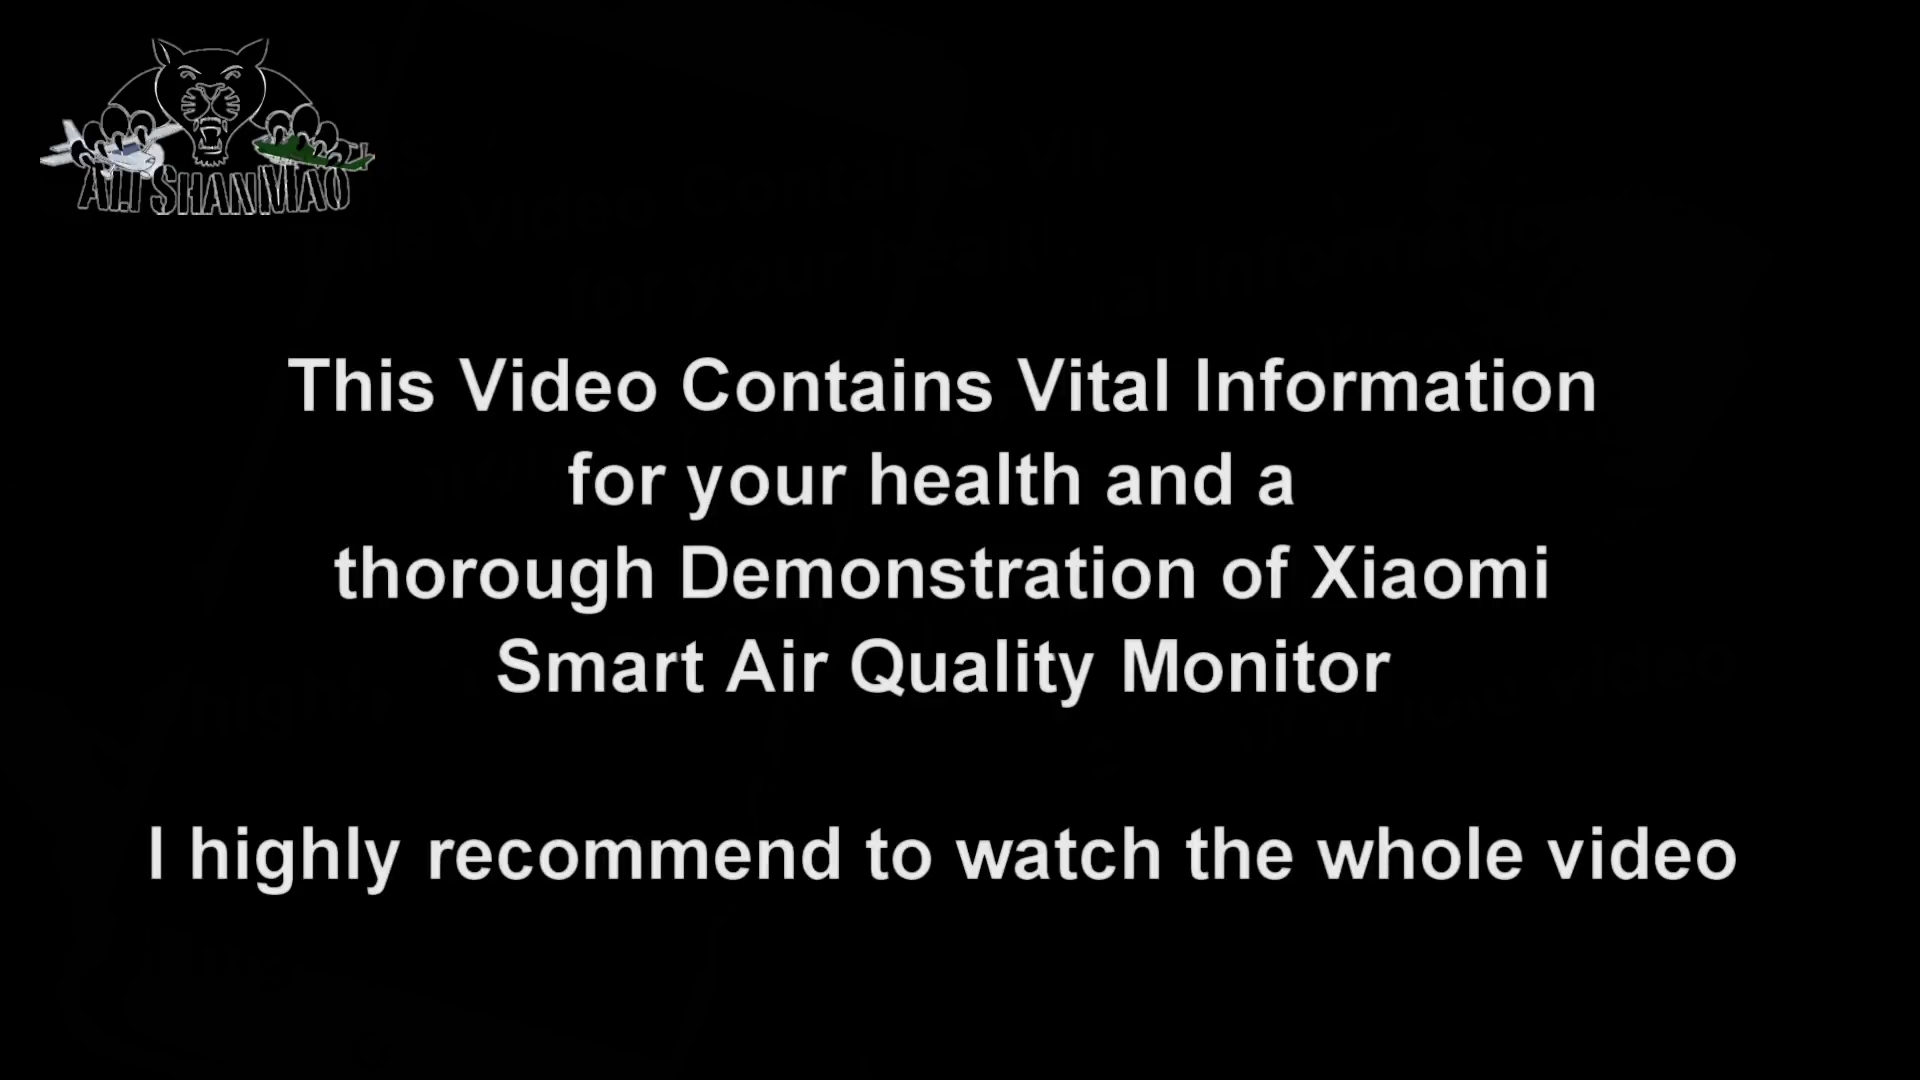 Ali ShanMao
This Video Contains Vital Information
for your health and a
thorough Demonstration of Xiaomi
Smart Air Quality Monitor
I highly recommend to watch the whole video